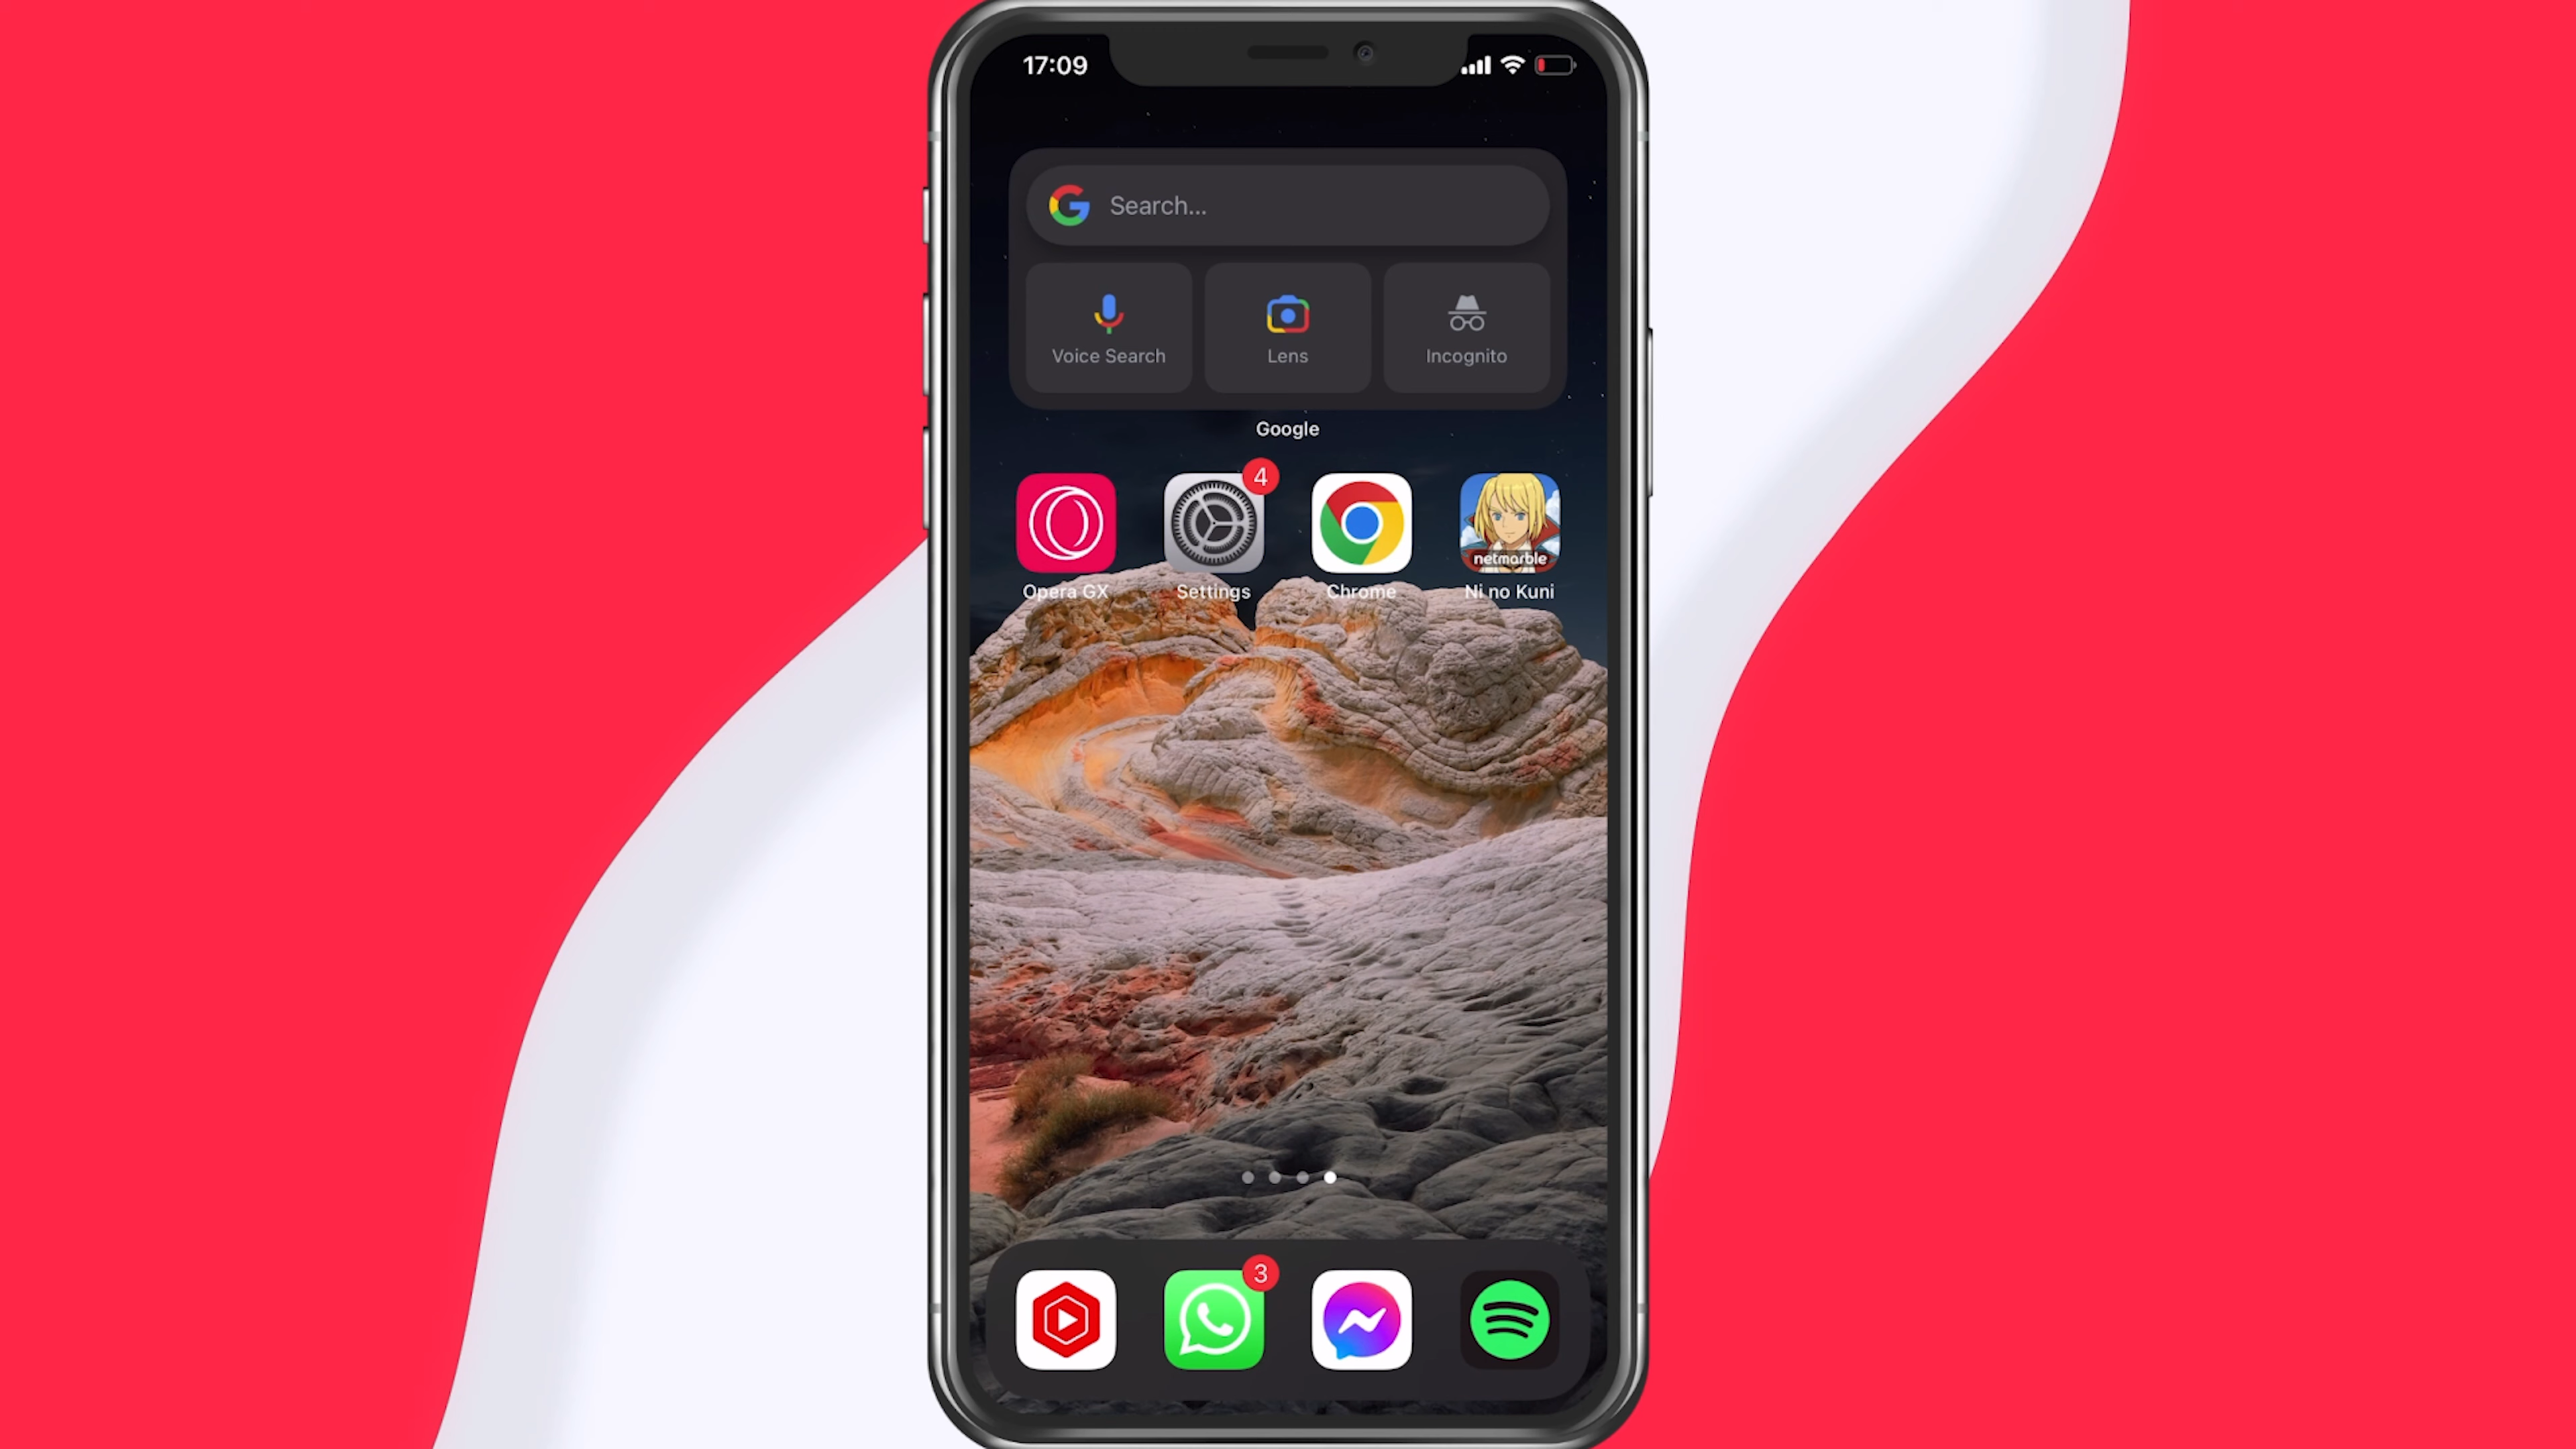 17:09
Search...
Voice Search
Lens
Incognito
Google
4
netmarble
Opera GX
Settings
Chrome
Ni no Kuni
3